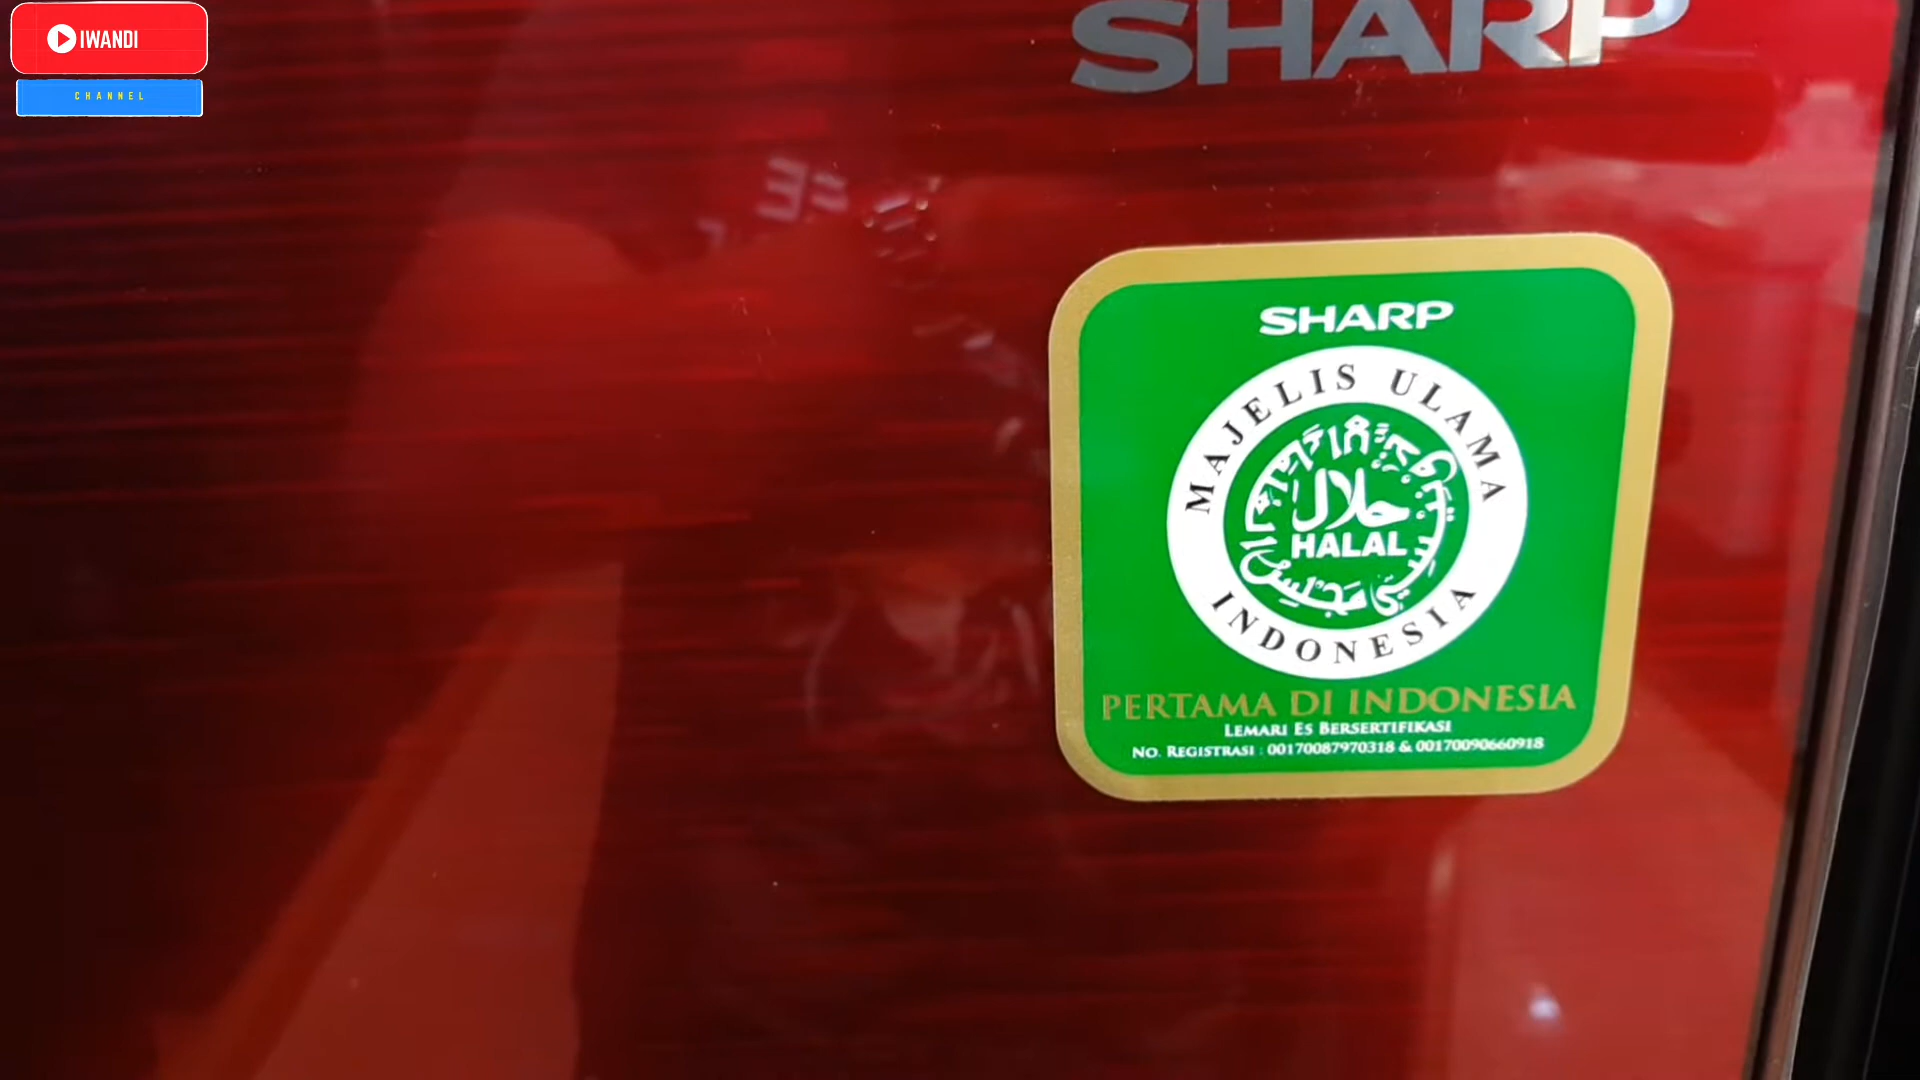 IWANDI
CHANNEL
SHARP
SHARP
MAJELIS ULAMA
حلال
HALAL
INDONESIA
PERTAMA DI INDONESIA
LEMARI ES BERSERTIFIKASI
NO. REGISTRASI : 00170087970318 & 00170090660918